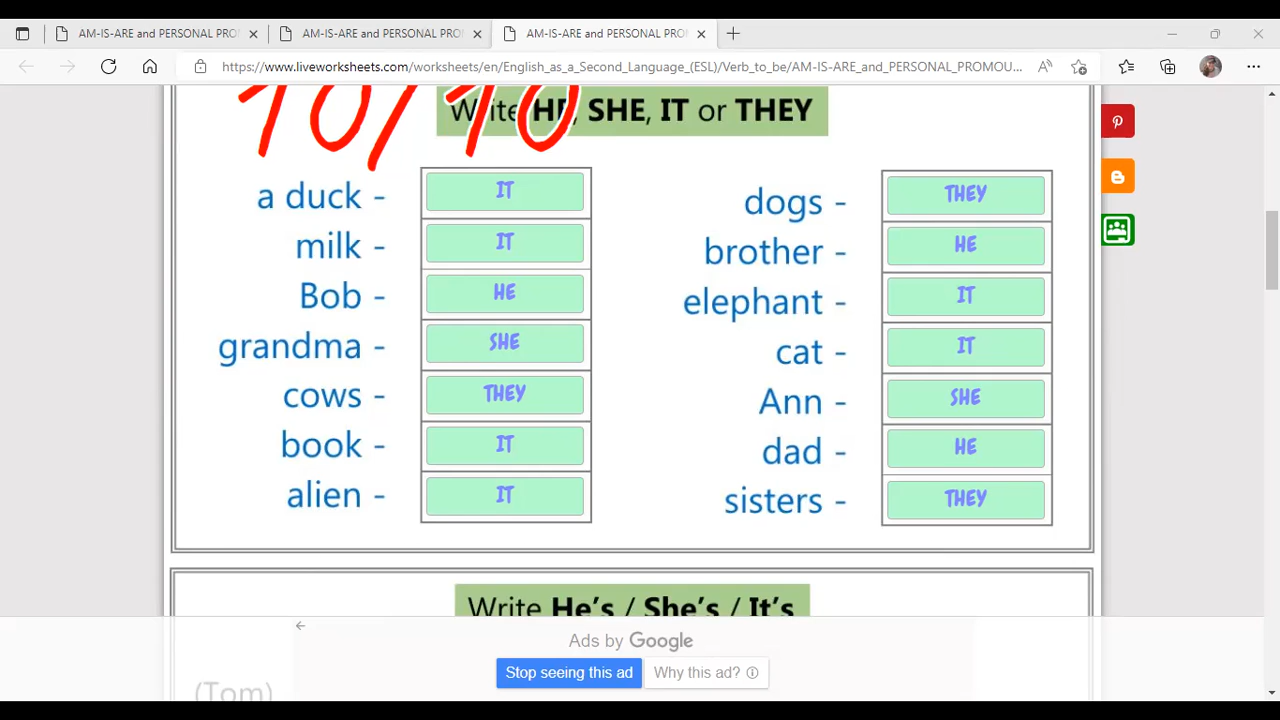 AM-IS-ARE and PERSONAL PRO
AM-IS-ARE and PERSONAL PRO
AM-IS-ARE and PERSONAL PRO
https://www.liveworksheets.com/worksheets/en/English_as_a_Second_Language_(ESL)/Verb_to_be/AM-IS-ARE_and_PERSONAL_PROMOU...
10/10
Write HE, SHE, IT or THEY
a duck - IT
milk - IT
Bob - HE
grandma - SHE
cows - THEY
book - IT
alien - IT
dogs - THEY
brother - HE
elephant - IT
cat - IT
Ann - SHE
dad - HE
sisters - THEY
Write He's / She's / It's
Ads by Google
Stop seeing this ad
Why this ad?
(Tom)